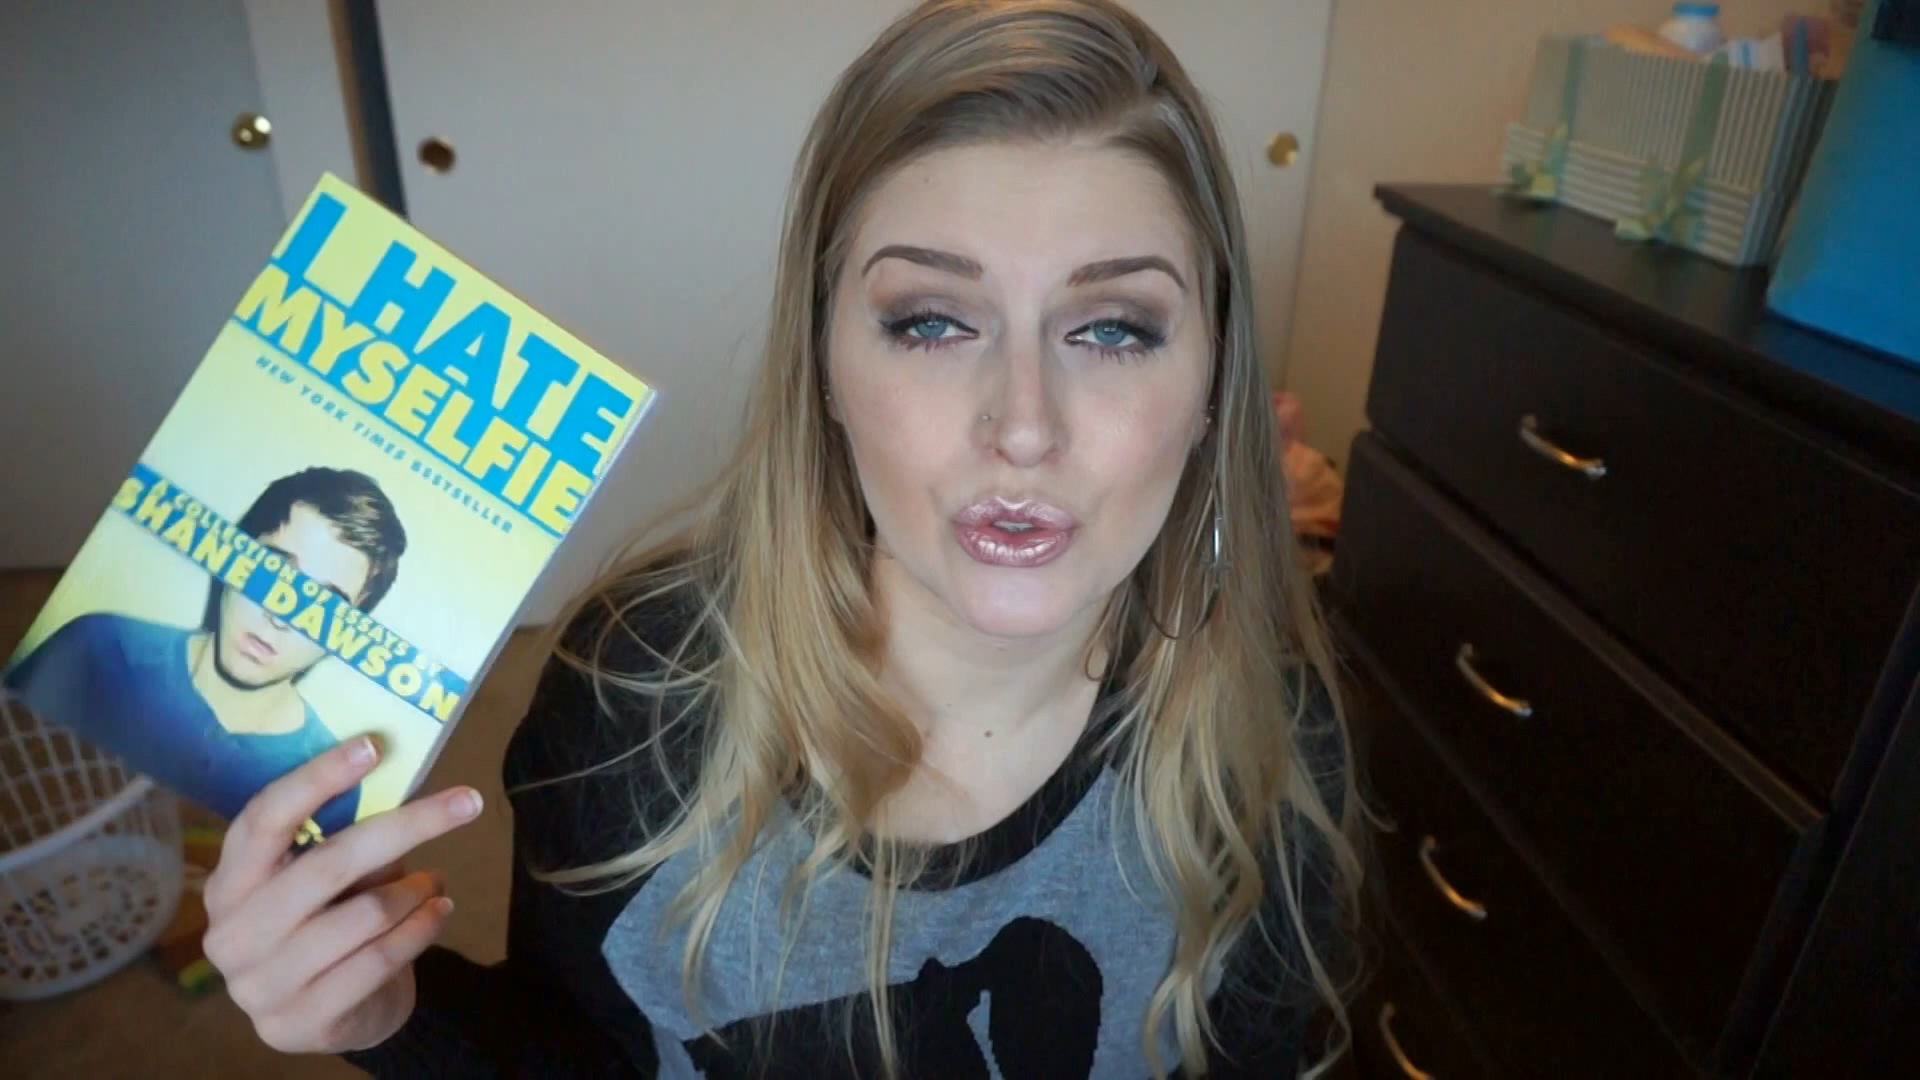 I HATE
MYSELFIE
NEW YORK TIMES BESTSELLER
A COLLECTION OF ESSAYS BY
SHANE DAWSON